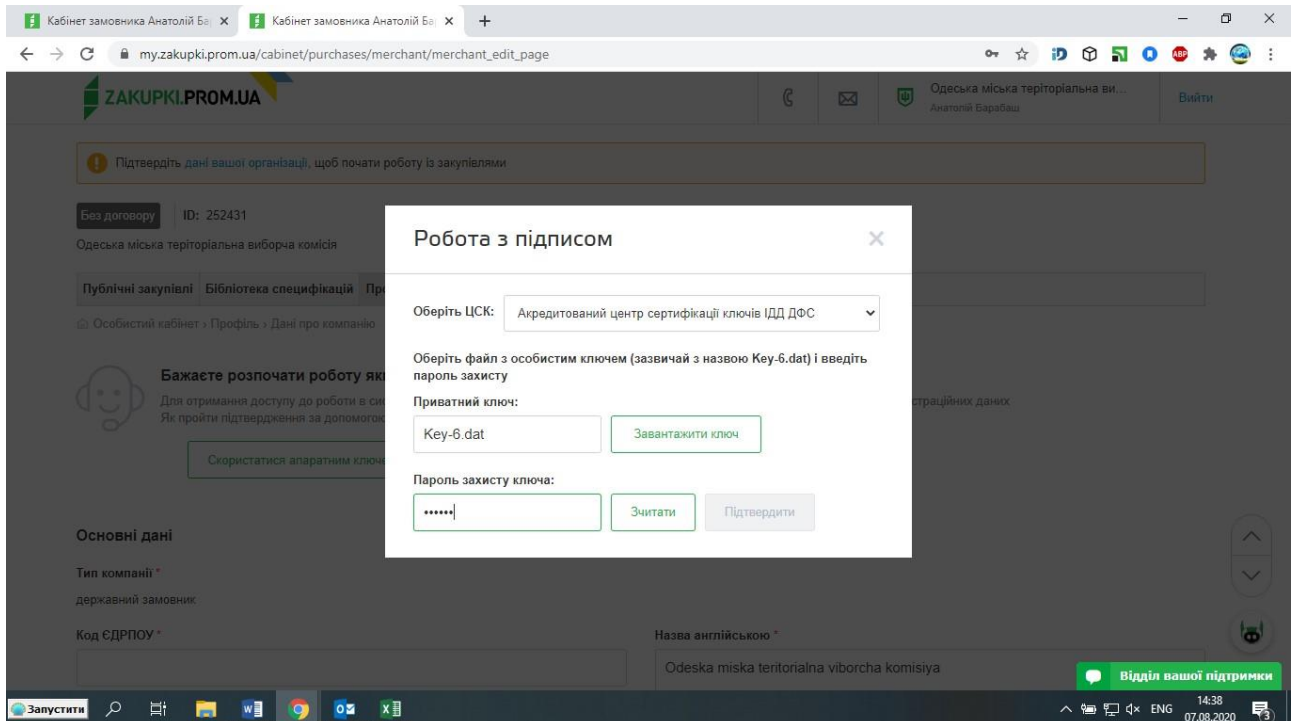 Кабінет замовника Анатолій Ба
Кабінет замовника Анатолій Ба
my.zakupki.prom.ua/cabinet/purchases/merchant/merchant_edit_page
ABP
ZAKUPKI.PROM.UA
Одеська міська теріторіальна ви...
Анатолій Барабаш
Вийти
Підтвердіть дані вашої організації, щоб почати роботу із закупівлями
Без договору ID: 252431
Одеська міська теріторіальна виборча комісія
Публічні закупівлі Бібліотека специфікацій
Особистий кабінет › Профіль › Дані про компанію
Бажаєте розпочати роботу
Для отримання доступу до роботи в
страційних даних
Як пройти підтвердження за
Скористатися апаратним
Робота з підписом
Оберіть ЦСК: Акредитований центр сертифікації ключів ІДД ДФС
Оберіть файл з особистим ключем (зазвичай з назвою Key-6.dat) і введіть
пароль захисту
Приватний ключ:
Key-6.dat Завантажити ключ
Пароль захисту ключа:
•••••• Зчитати Підтвердити
Основні дані
Тип компанії *
державний замовник
Код ЄДРПОУ *
Назва англійською *
Odeska miska teritorialna viborcha komisiya
Відділ вашої підтримки
Запустити
ENG
14:38
07.08.2020
3